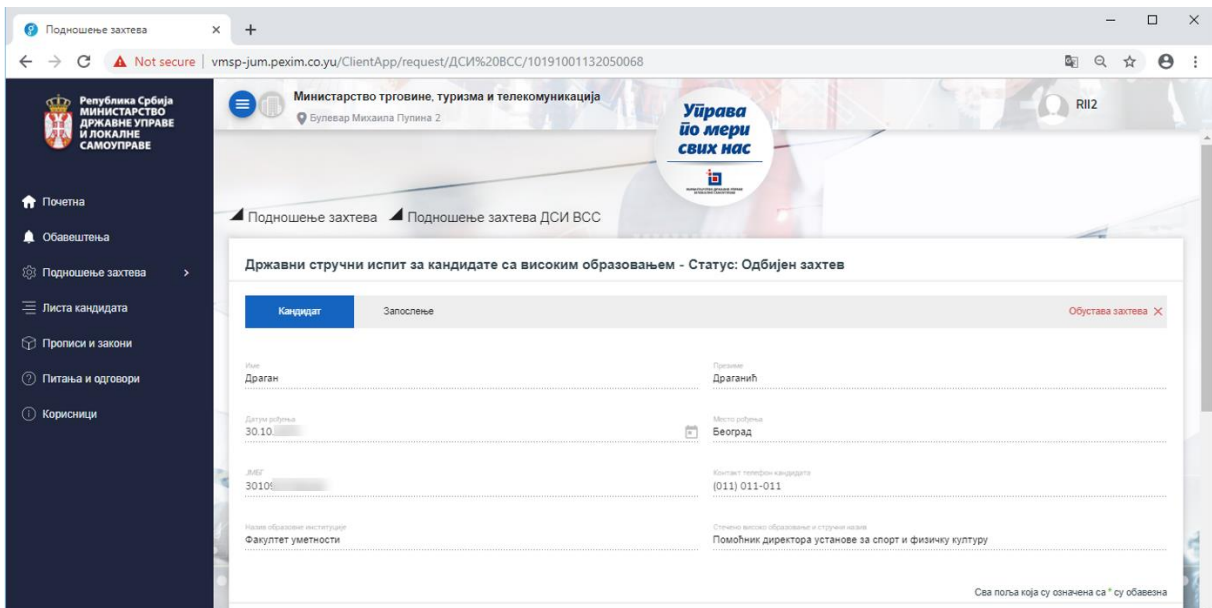 Подношење захтева
Not secure
vmsp-jum.pexim.co.yu/ClientApp/request/ДСИ%20ВСС/10191001132050068
Република Србија
МИНИСТАРСТВО
ДРЖАВНЕ УПРАВЕ
И ЛОКАЛНЕ
САМОУПРАВЕ
Министарство трговине, туризма и телекомуникација
Булевар Михаила Пупина 2
Управа
по мери
свих нас
RII2
Почетна
Обавештења
Подношење захтева
Листа кандидата
Прописи и закони
Питања и одговори
Корисници
Подношење захтева Подношење захтева ДСИ ВСС
Државни стручни испит за кандидате са високим образовањем - Статус: Одбијен захтев
Кандидат Запослење Обустава захтева
Име Презиме
Драган Драганић
Датум рођења Место рођења
30.10. Београд
ЈМБГ Контакт телефон кандидата
3010 (011) 011-011
Назив образовне институције Стечено високо образовање и стручни назив
Факултет уметности Помоћник директора установе за спорт и физичку културу
Сва поља која су означена са * су обавезна